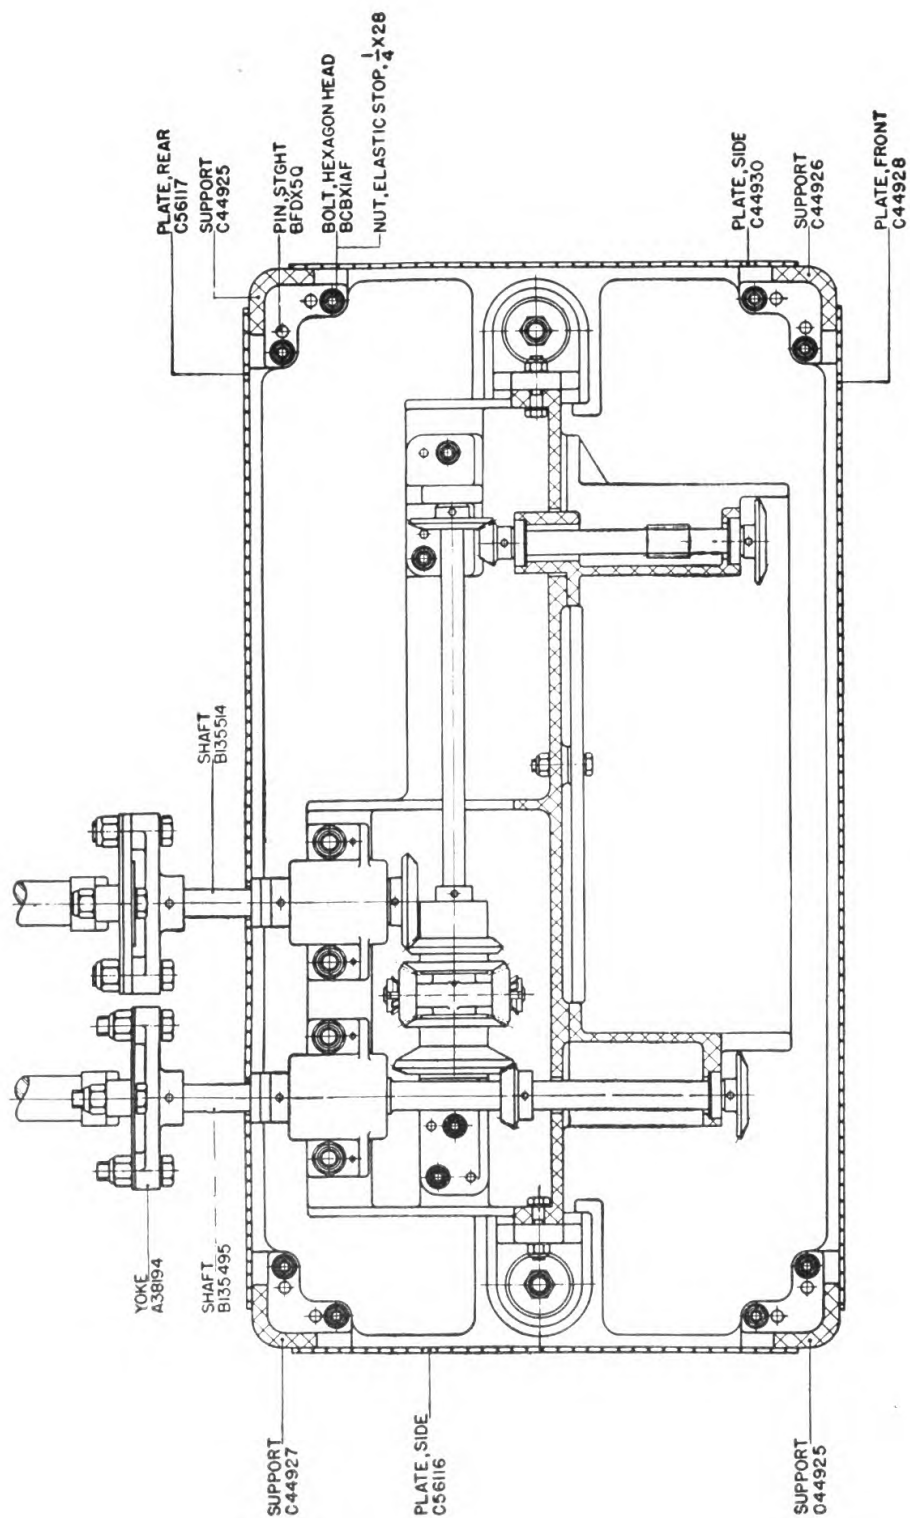 PLATE, REAR
C56117
SUPPORT
C44925
PIN, STGHT
BFDX5Q
BOLT, HEXAGON HEAD
BCBX1AF
NUT, ELASTIC STOP, 1/4 X28
PLATE, SIDE
C44930
SUPPORT
C44926
PLATE, FRONT
C44928
SHAFT
B135514
YOKE
A38194
SHAFT
B135495
SUPPORT
C44927
PLATE, SIDE
C56116
SUPPORT
C44925